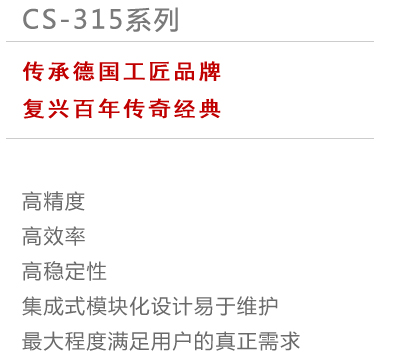 CS-315系列
传承德国工匠品牌
复兴百年传奇经典
高精度
高效率
高稳定性
集成式模块化设计易于维护
最大程度满足用户的真正需求